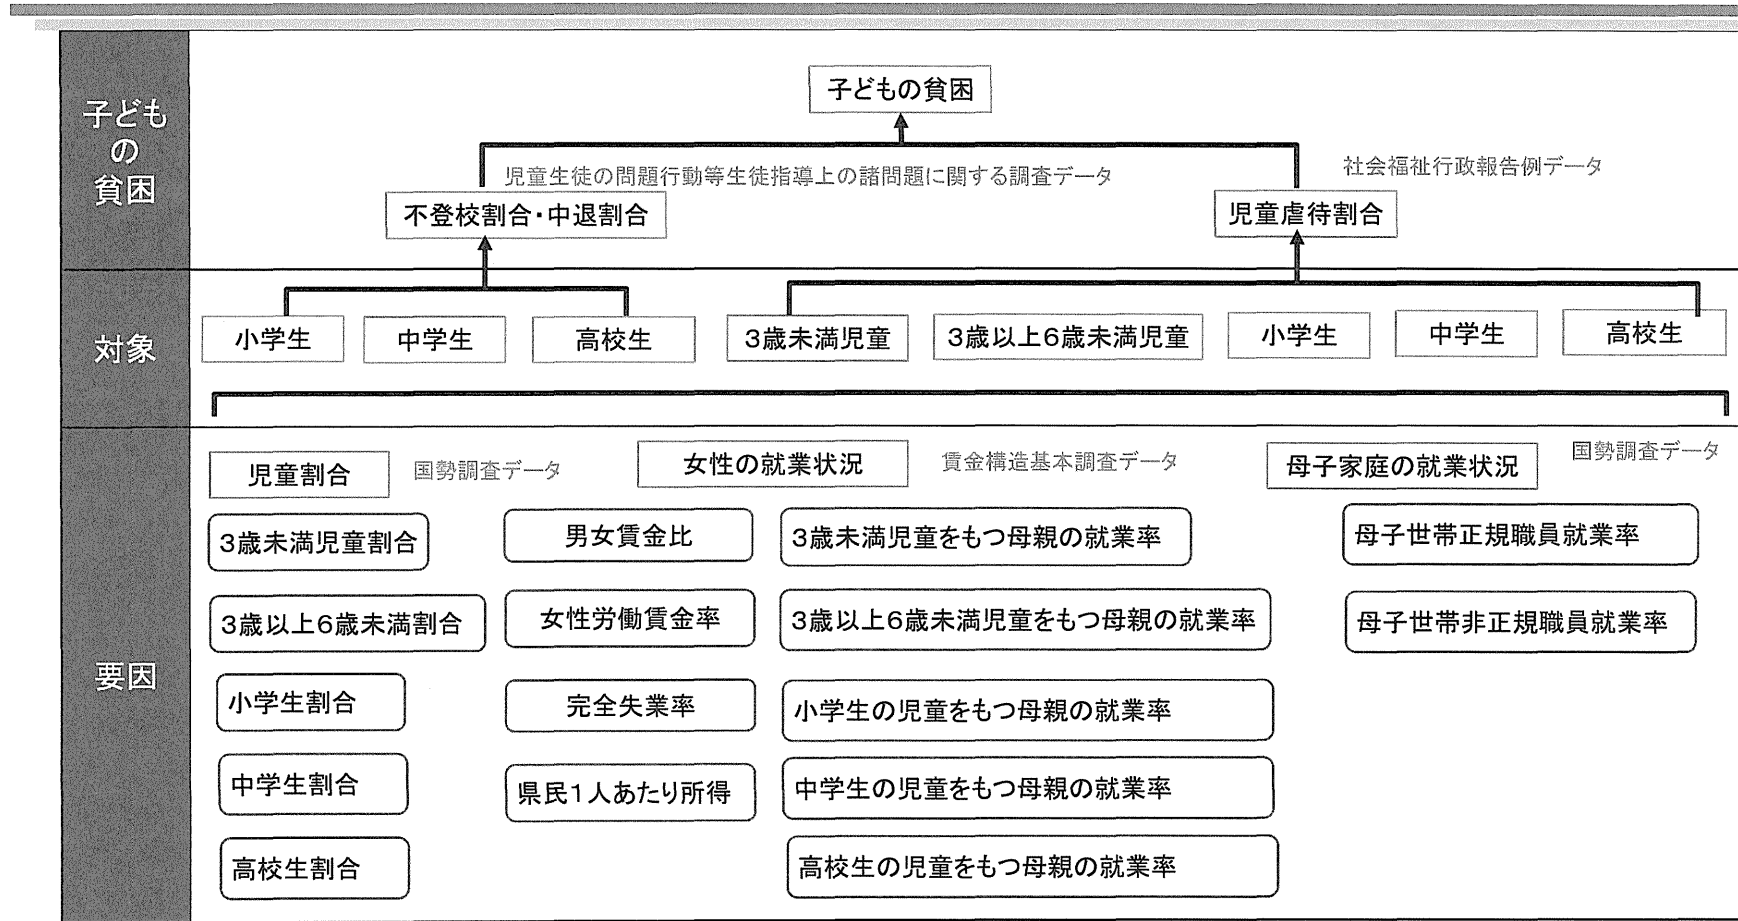 子ども
の
貧困
子どもの貧困
児童生徒の問題行動等生徒指導上の諸問題に関する調査データ
社会福祉行政報告例データ
不登校割合・中退割合
児童虐待割合
対象
小学生
中学生
高校生
3歳未満児童
3歳以上6歳未満児童
小学生
中学生
高校生
要因
児童割合
国勢調査データ
女性の就業状況
賃金構造基本調査データ
母子家庭の就業状況
国勢調査データ
3歳未満児童割合
男女賃金比
3歳未満児童をもつ母親の就業率
母子世帯正規職員就業率
3歳以上6歳未満割合
女性労働賃金率
3歳以上6歳未満児童をもつ母親の就業率
母子世帯非正規職員就業率
小学生割合
完全失業率
小学生の児童をもつ母親の就業率
中学生割合
県民1人あたり所得
中学生の児童をもつ母親の就業率
高校生割合
高校生の児童をもつ母親の就業率